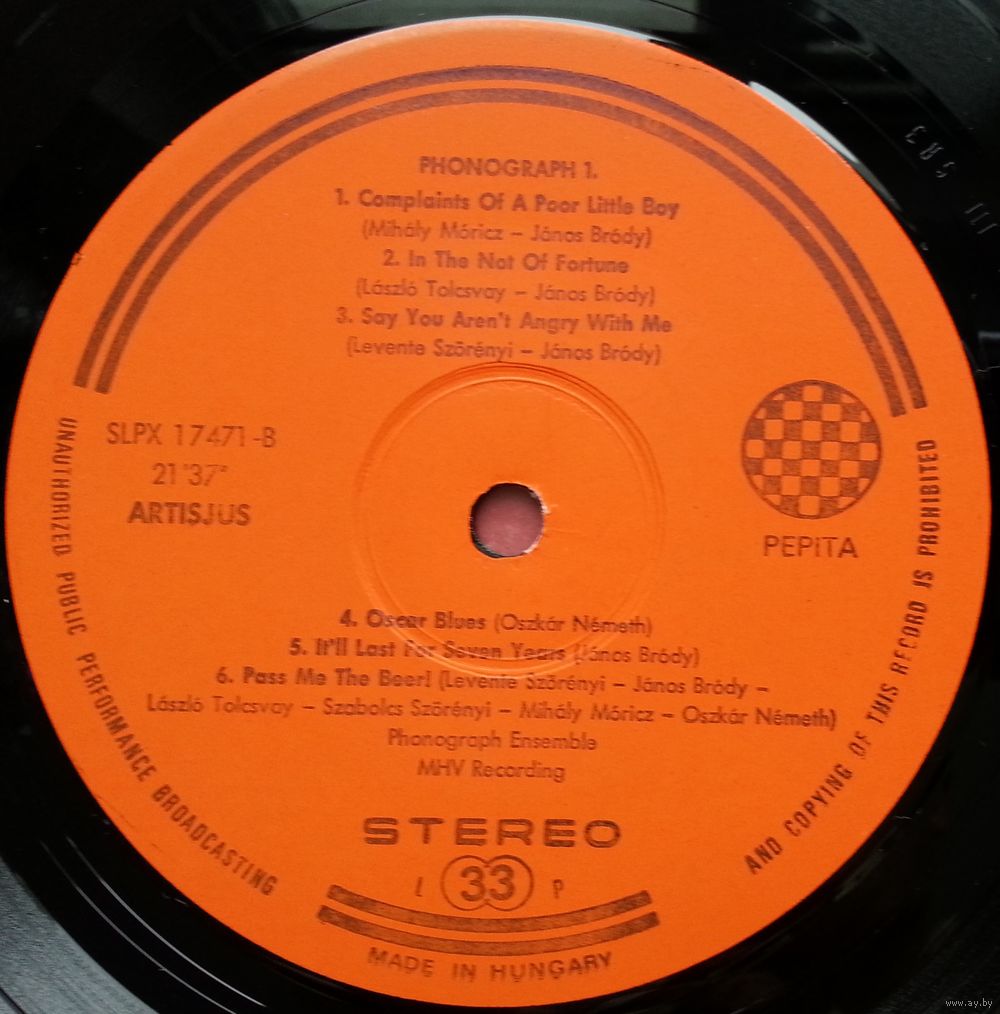 PHONOGRAPH 1.
1. Complaints Of A Poor Little Boy
(Mihály Móricz – János Bródy)
2. In The Not Of Fortune
(László Tolcsvay – János Bródy)
3. Say You Aren't Angry With Me
(Levente Szörényi – János Bródy)
SLPX 17471-B
21'37"
ARTISJUS
PEPITA
4. Oscar Blues (Oszkár Németh)
5. It'll Last For Seven Years (János Bródy)
6. Pass Me The Beer! (Levente Szörényi – János Bródy –
László Tolcsvay – Szabolcs Szörényi – Mihály Móricz – Oszkár Németh)
Phonograph Ensemble
MHV Recording
STEREO
L 33 P
MADE IN HUNGARY
UNAUTHORIZED PUBLIC PERFORMANCE BROADCASTING
AND COPYING OF THIS RECORD IS PROHIBITED
www.ay.by